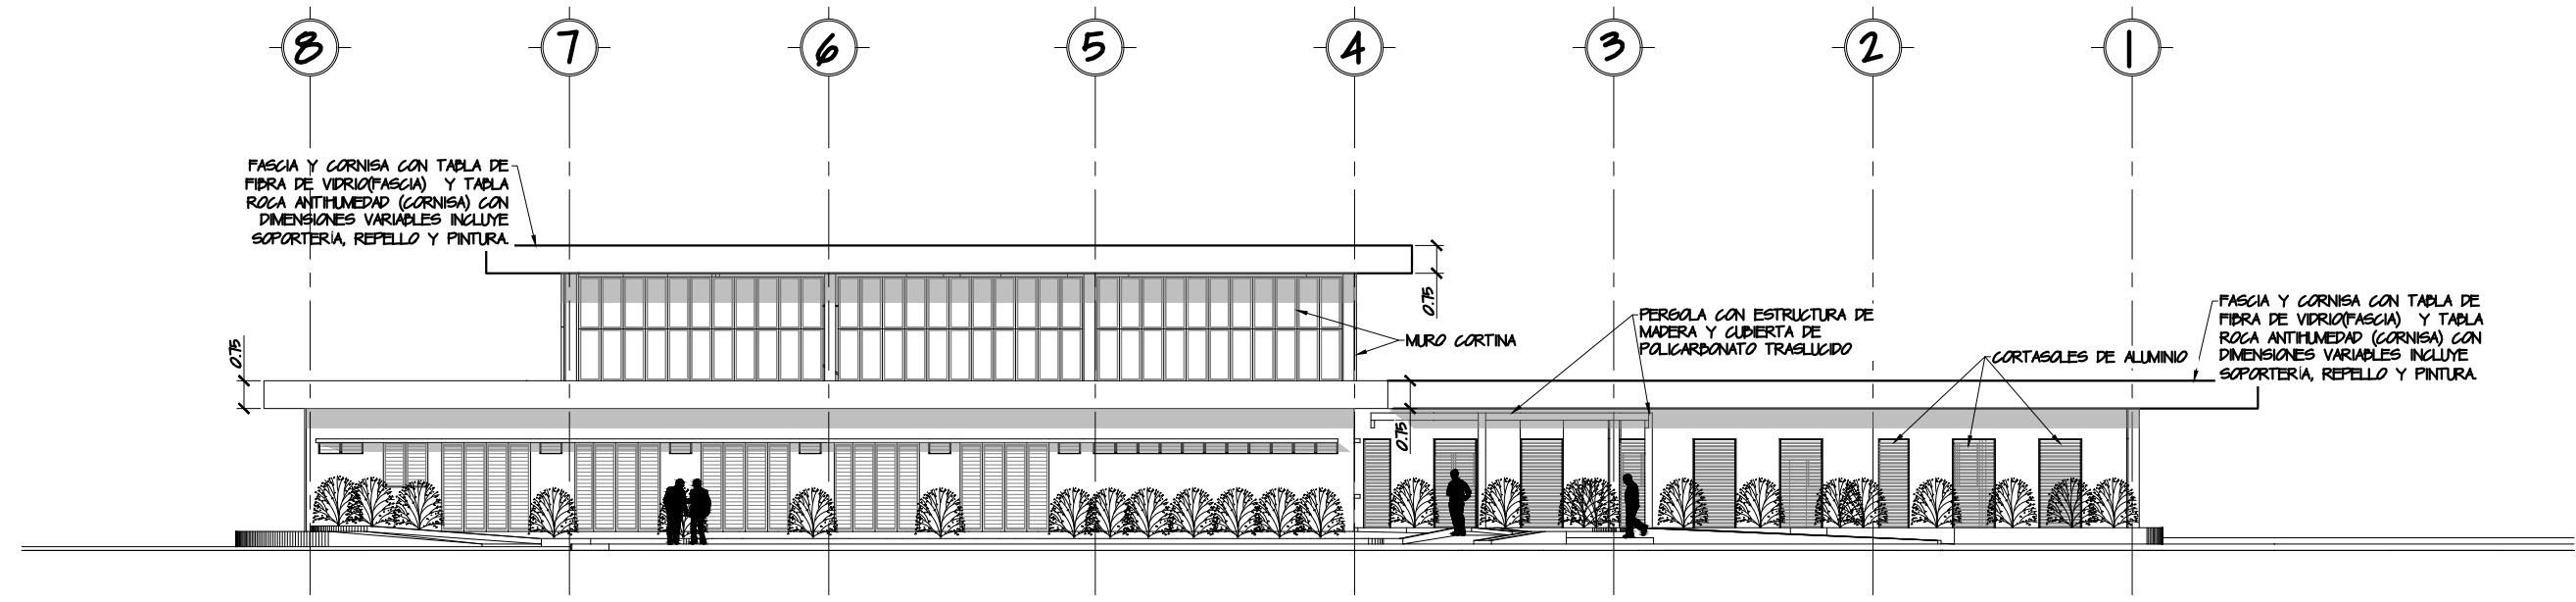 8 7 6 5 4 3 2 1
FASCIA Y CORNISA CON TABLA DE
FIBRA DE VIDRIO(FASCIA) Y TABLA
ROCA ANTIHUMEDAD (CORNISA) CON
DIMENSIONES VARIABLES INCLUYE
SOPORTERÍA, REPELLO Y PINTURA.
0.75
0.75
MURO CORTINA
0.75
PERGOLA CON ESTRUCTURA DE
MADERA Y CUBIERTA DE
POLICARBONATO TRASLUCIDO
CORTASOLES DE ALUMINIO
FASCIA Y CORNISA CON TABLA DE
FIBRA DE VIDRIO(FASCIA) Y TABLA
ROCA ANTIHUMEDAD (CORNISA) CON
DIMENSIONES VARIABLES INCLUYE
SOPORTERÍA, REPELLO Y PINTURA.